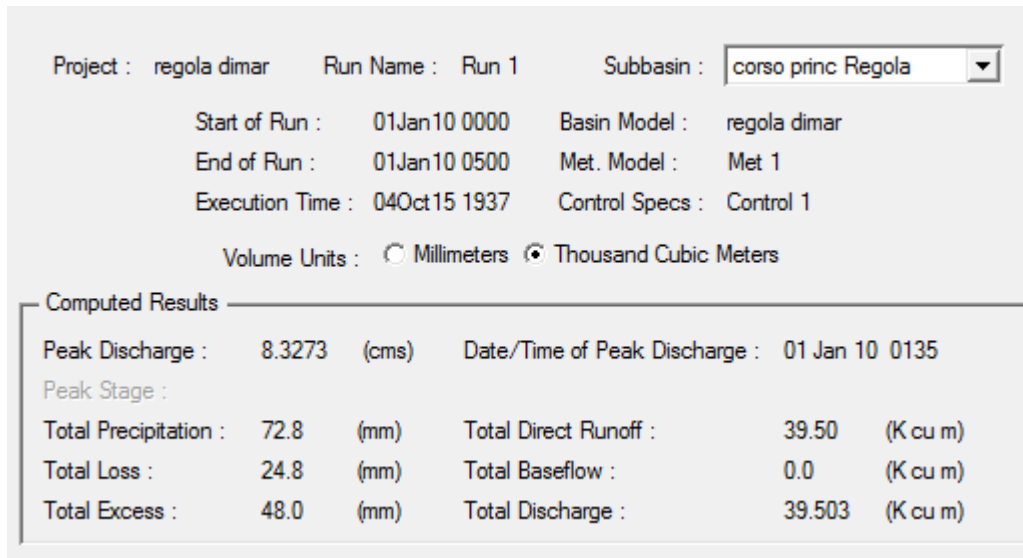 Project : regola dimar Run Name : Run 1 Subbasin : corso princ Regola
Start of Run : 01Jan10 0000 Basin Model : regola dimar
End of Run : 01Jan10 0500 Met. Model : Met 1
Execution Time : 04Oct15 1937 Control Specs : Control 1
Volume Units : Millimeters Thousand Cubic Meters
Computed Results
Peak Discharge : 8.3273 (cms) Date/Time of Peak Discharge : 01 Jan 10 0135
Peak Stage :
Total Precipitation : 72.8 (mm) Total Direct Runoff : 39.50 (K cu m)
Total Loss : 24.8 (mm) Total Baseflow : 0.0 (K cu m)
Total Excess : 48.0 (mm) Total Discharge : 39.503 (K cu m)